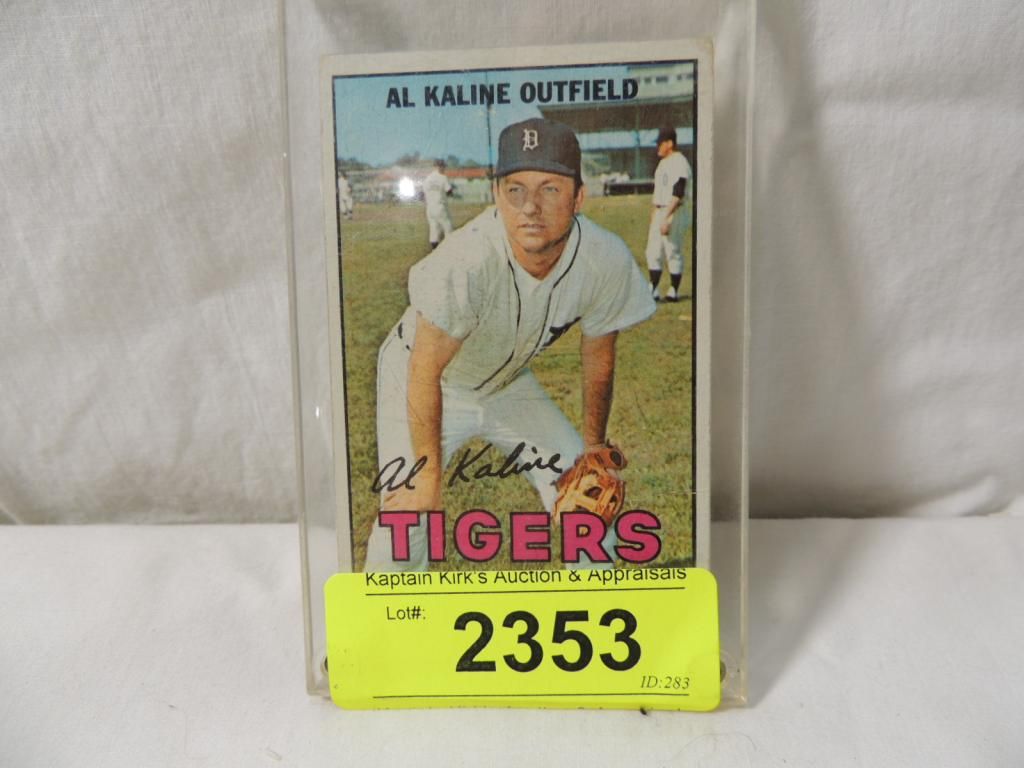 AL KALINE OUTFIELD
D
Al Kaline
TIGERS
Kaptain Kirk's Auction & Appraisals
Lot#:
2353
ID:283